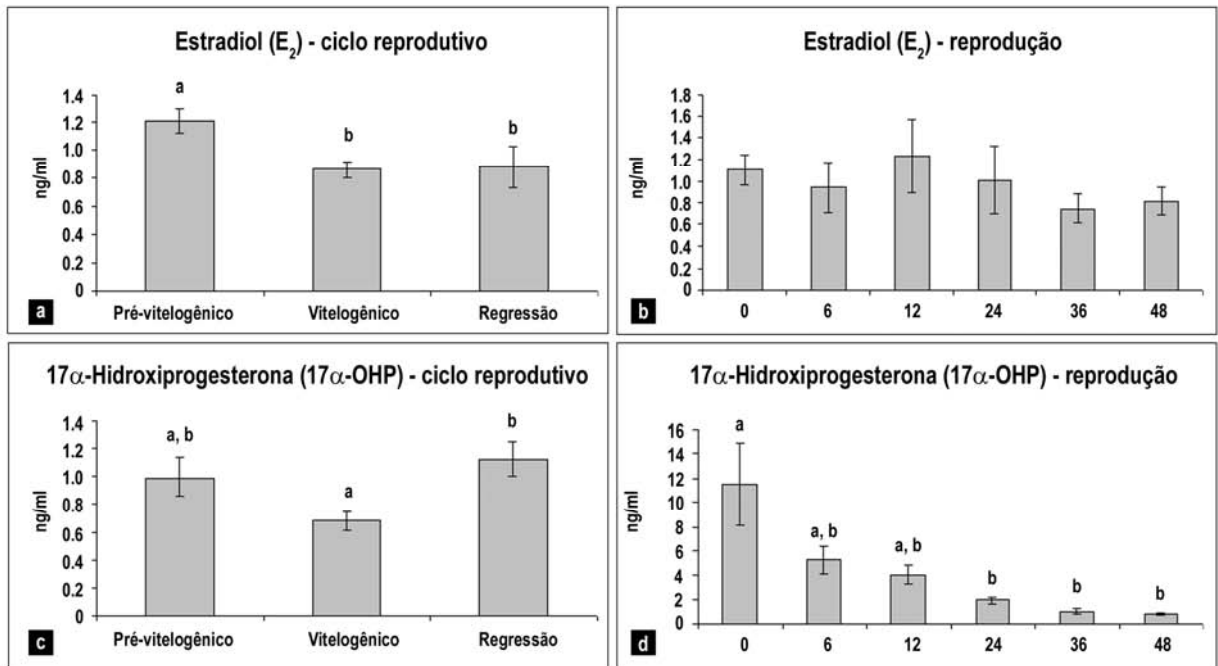 Estradiol (E₂) - ciclo reprodutivo
ng/ml
1.4
1.2
1.0
0.8
0.6
0.4
0.2
0
a
b
b
Pré-vitelogênico Vitelogênico Regressão
a
Estradiol (E₂) - reprodução
ng/ml
1.8
1.6
1.4
1.2
1.0
0.8
0.6
0.4
0.2
0
0 6 12 24 36 48
b
17α-Hidroxiprogesterona (17α-OHP) - ciclo reprodutivo
ng/ml
1.4
1.2
1.0
0.8
0.6
0.4
0.2
0
a, b
a
b
Pré-vitelogênico Vitelogênico Regressão
c
17α-Hidroxiprogesterona (17α-OHP) - reprodução
ng/ml
16
14
12
10
8
6
4
2
0
a
a, b
a, b
b
b
b
0 6 12 24 36 48
d